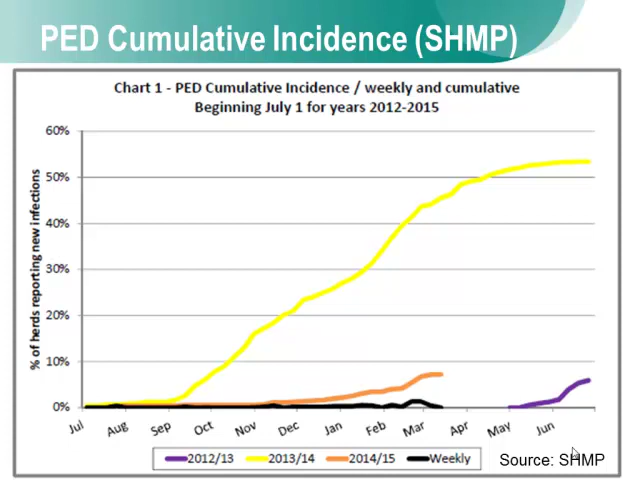 PED Cumulative Incidence (SHMP)
Chart 1 - PED Cumulative Incidence / weekly and cumulative
Beginning July 1 for years 2012-2015
% of herds reporting new infections
60%
50%
40%
30%
20%
10%
0%
Jul Aug Sep Oct Nov Dec Jan Feb Mar Apr May Jun
2012/13 2013/14 2014/15 Weekly
Source: SHMP